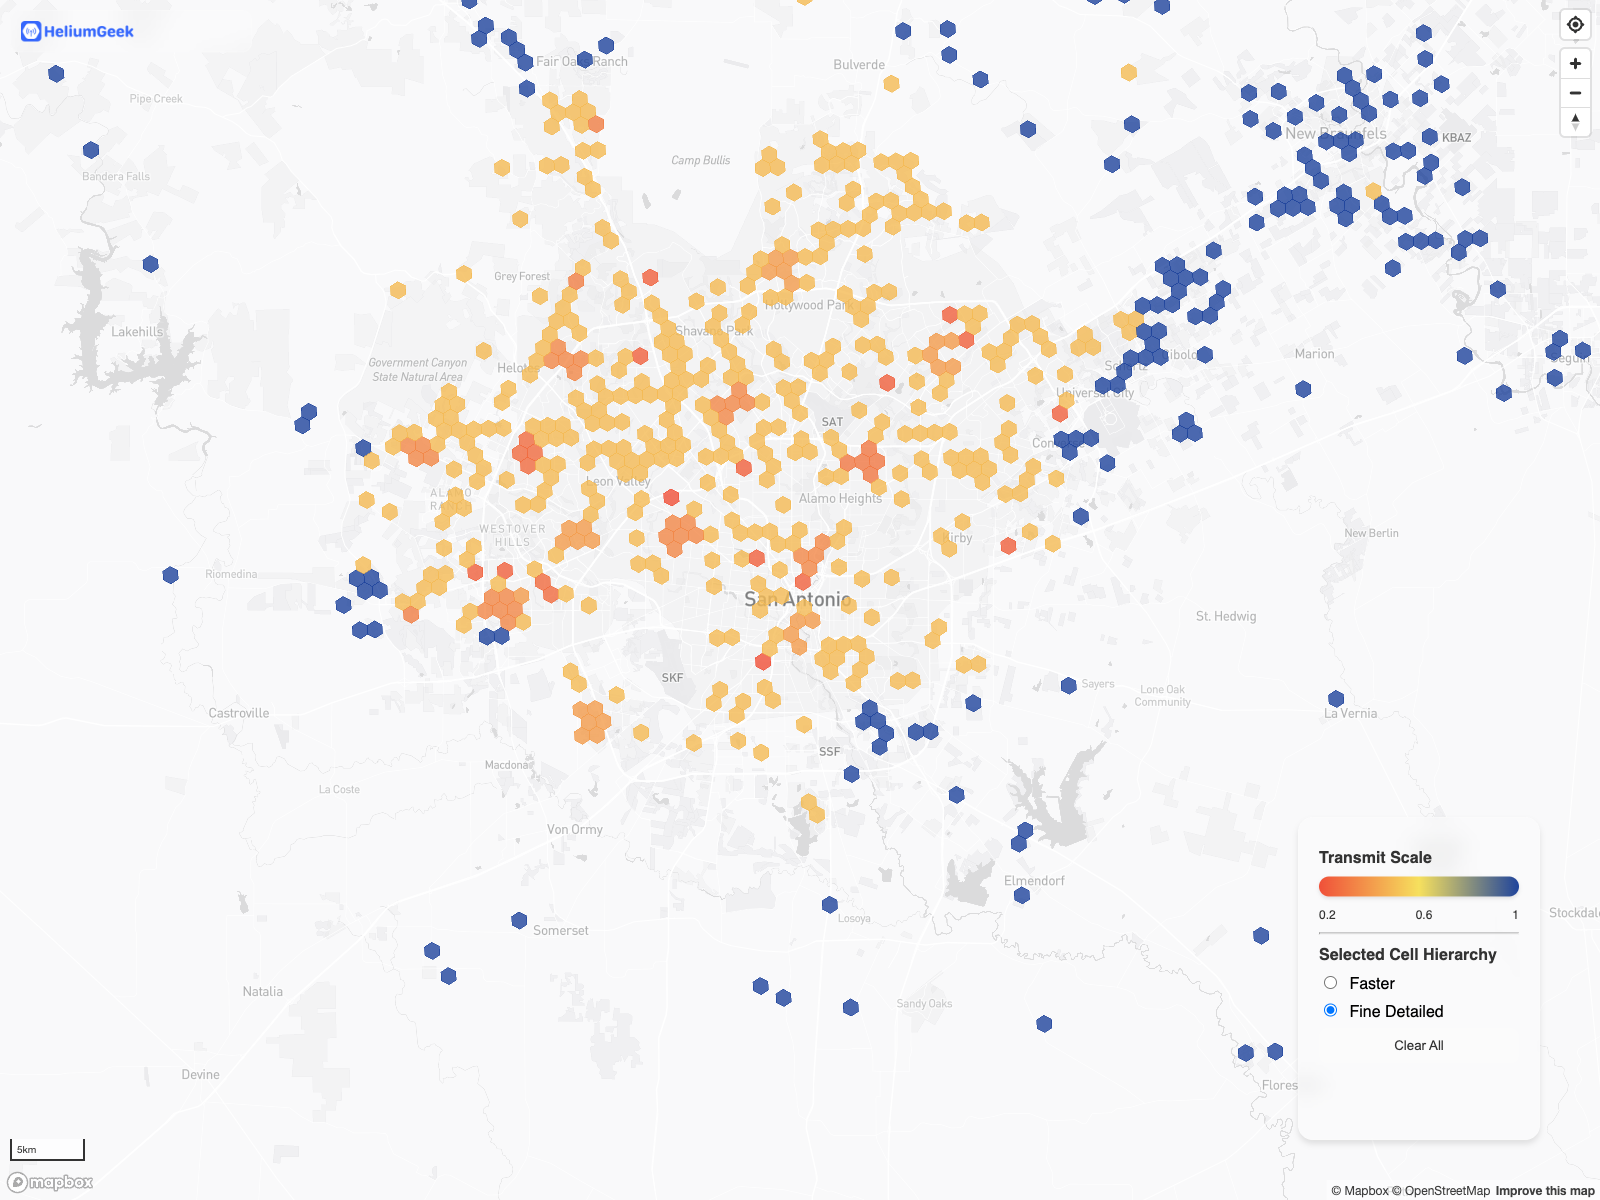 HeliumGeek
Fair Oaks Ranch
Bulverde
Pipe Creek
New Braunfels
KBAZ
Camp Bullis
Bandera Falls
Grey Forest
Hollywood Park
Lakehills
Shavano Park
Government Canyon
State Natural Area
Helotes
Marion
Cibolo
Schertz
Seguin
Universal City
SAT
Converse
Leon Valley
ALAMO
RANCH
Alamo Heights
WESTOVER
HILLS
Kirby
New Berlin
Riomedina
San Antonio
St. Hedwig
SKF
Sayers
Lone Oak
Community
Castroville
La Vernia
SSF
Macdona
La Coste
Von Ormy
Elmendorf
Losoya
Somerset
Stockdal
Natalia
Sandy Oaks
Devine
Flores
Transmit Scale
0.2 0.6 1
Selected Cell Hierarchy
Faster
Fine Detailed
Clear All
5km
mapbox
© Mapbox © OpenStreetMap Improve this map